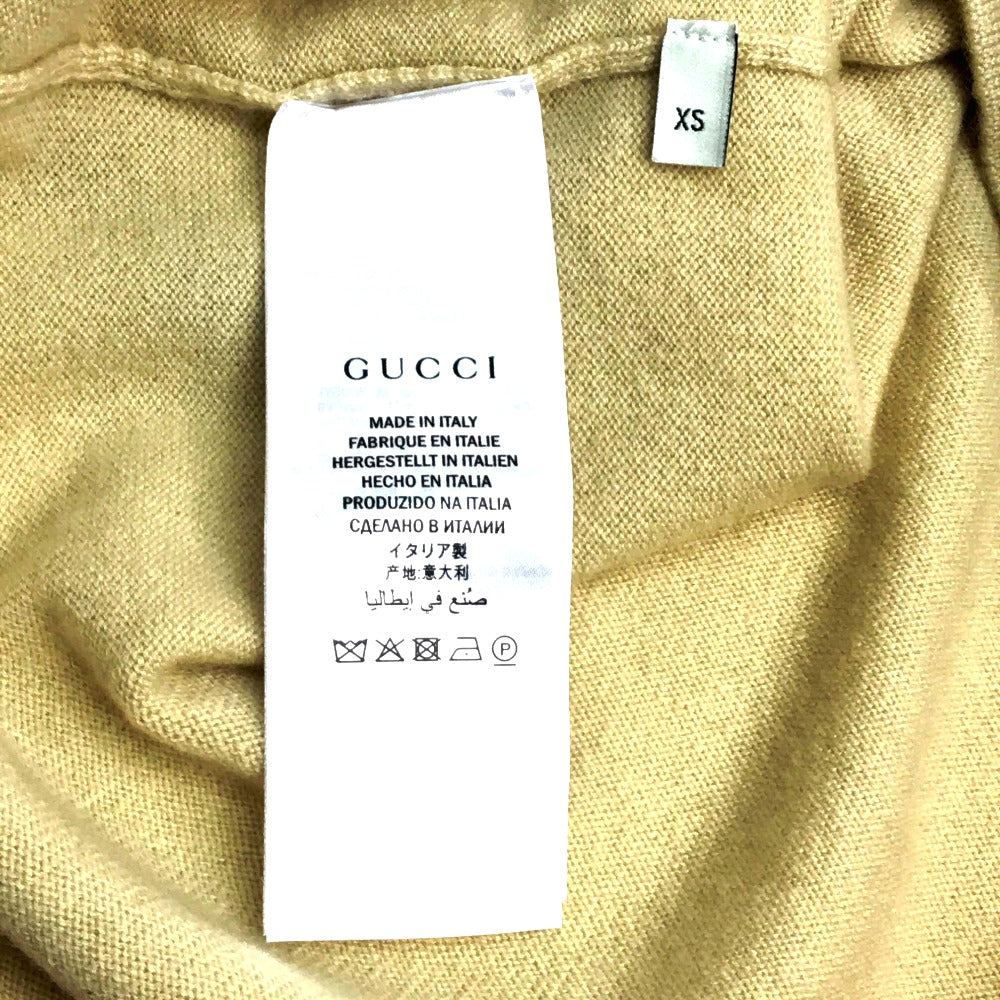 XS
GUCCI
MADE IN ITALY
FABRIQUE EN ITALIE
HERGESTELLT IN ITALIEN
HECHO EN ITALIA
PRODUZIDO NA ITALIA
СДЕЛАНО В ИТАЛИИ
イタリア製
产地:意大利
صُنع في إيطاليا
P